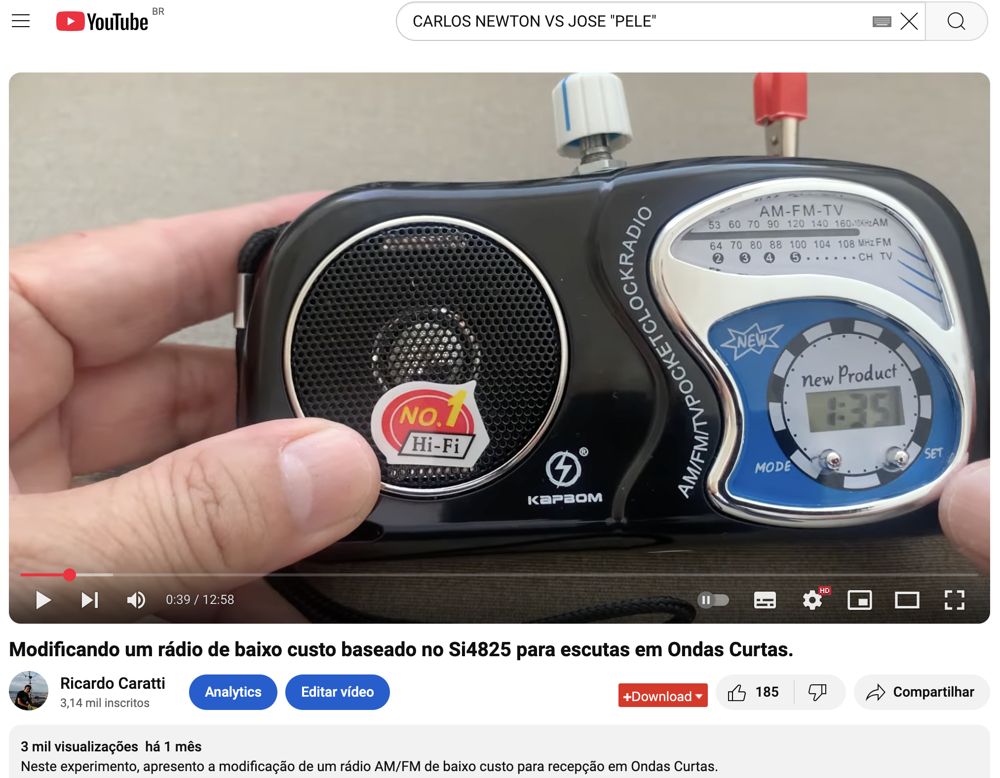 YouTube BR
CARLOS NEWTON VS JOSE "PELE"
AM-FM-TV
53 60 70 90 120 140 160×10KHz AM
64 70 80 88 100 104 108 MHz FM
2 3 4 5 · · · · · · CH TV
AM/FM/TVPOCKETCLOCKRADIO
NEW
new Product
1:35
MODE
SET
NO.1
Hi-Fi
KAPBOM®
0:39 / 12:58
HD
Modificando um rádio de baixo custo baseado no Si4825 para escutas em Ondas Curtas.
Ricardo Caratti
3,14 mil inscritos
Analytics
Editar vídeo
+Download
185
Compartilhar
3 mil visualizações há 1 mês
Neste experimento, apresento a modificação de um rádio AM/FM de baixo custo para recepção em Ondas Curtas.